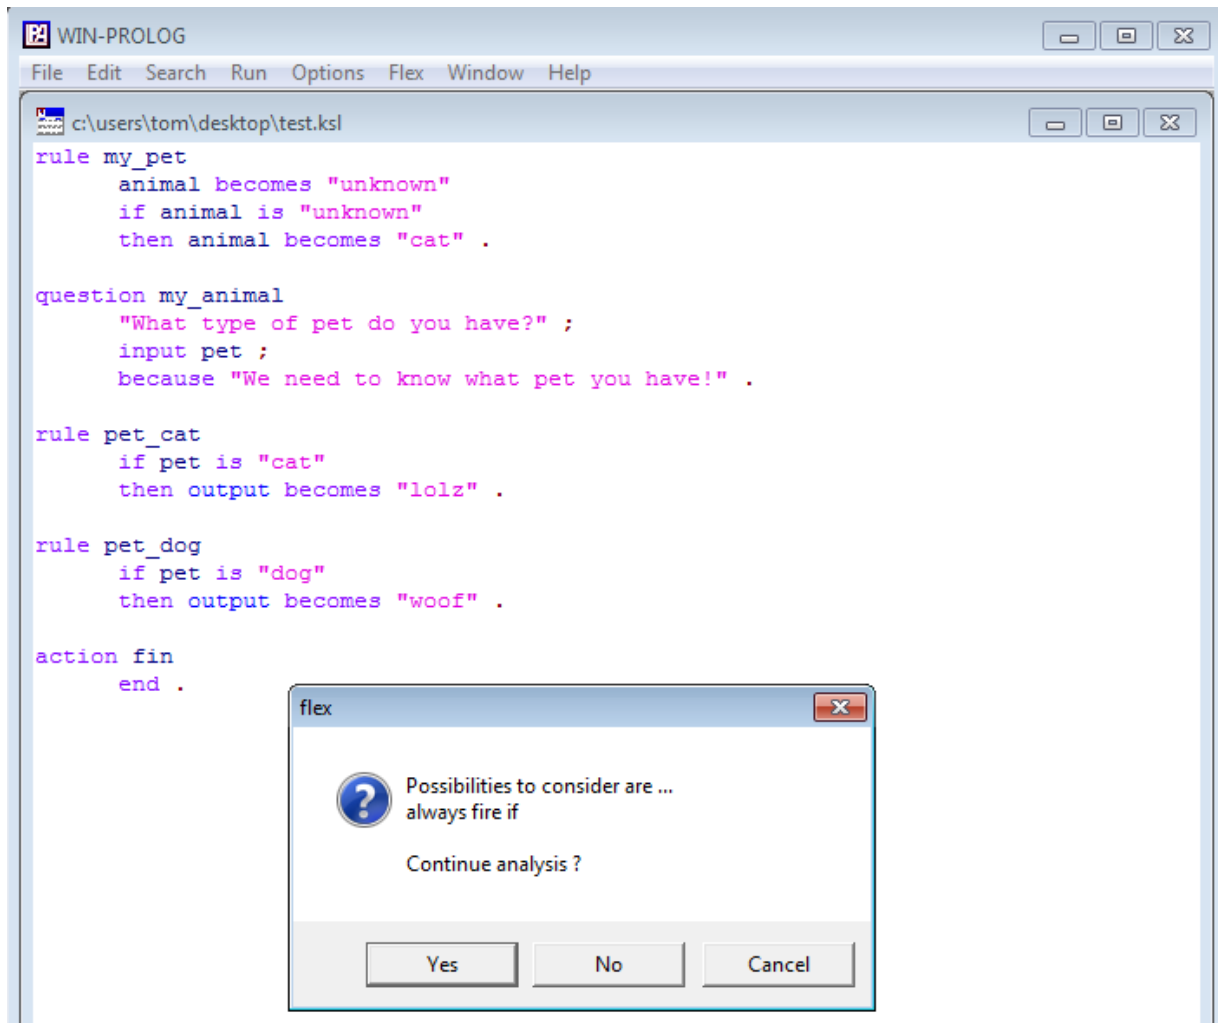 WIN-PROLOG
File Edit Search Run Options Flex Window Help
c:\users\tom\desktop\test.ksl
rule my_pet
animal becomes "unknown"
if animal is "unknown"
then animal becomes "cat" .
question my_animal
"What type of pet do you have?" ;
input pet ;
because "We need to know what pet you have!" .
rule pet_cat
if pet is "cat"
then output becomes "lolz" .
rule pet_dog
if pet is "dog"
then output becomes "woof" .
action fin
end .
flex
Possibilities to consider are ...
always fire if
Continue analysis ?
Yes No Cancel